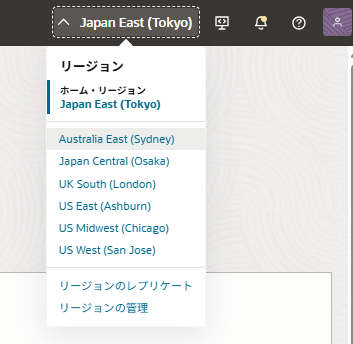 Japan East (Tokyo)
リージョン
ホーム・リージョン
Japan East (Tokyo)
Australia East (Sydney)
Japan Central (Osaka)
UK South (London)
US East (Ashburn)
US Midwest (Chicago)
US West (San Jose)
リージョンのレプリケート
リージョンの管理